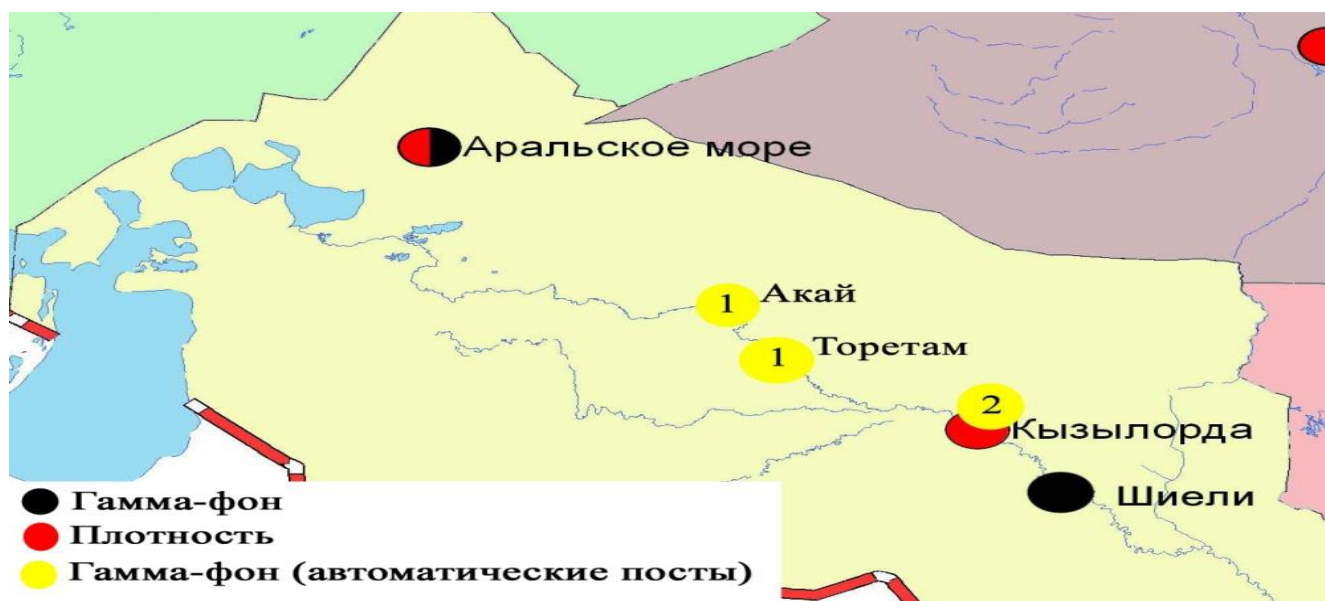 Аральское море
1 Акай
1 Торетам
2
Кызылорда
Шиели
Гамма-фон
Плотность
Гамма-фон (автоматические посты)